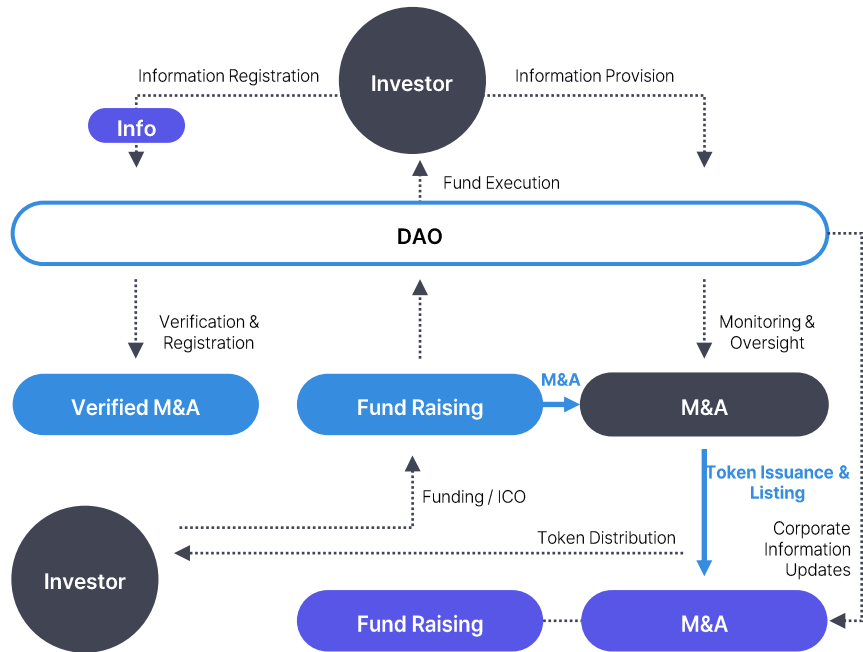 Information Registration
Investor
Information Provision
Info
Fund Execution
DAO
Verification &
Registration
Monitoring &
Oversight
M&A
Verified M&A
Fund Raising
M&A
Token Issuance &
Listing
Funding / ICO
Token Distribution
Corporate
Information
Updates
Investor
Fund Raising
M&A